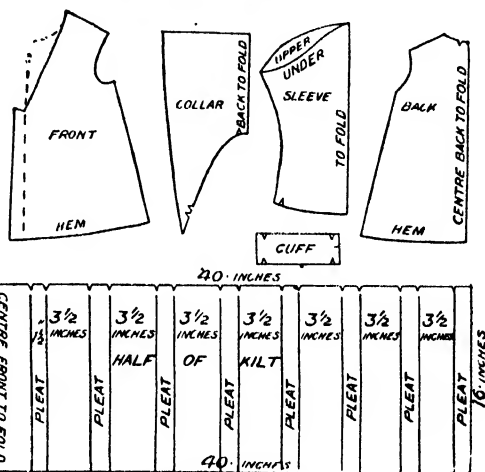 FRONT
HEM
COLLAR
BACK TO FOLD
UPPER
UNDER
SLEEVE
TO FOLD
CUFF
BACK
CENTRE BACK TO FOLD
HEM
40· INCHES
CENTRE FRONT TO FOLD
PLEAT
1½"
3½ INCHES
PLEAT
3½ INCHES
PLEAT
3½ INCHES
PLEAT
3½ INCHES
PLEAT
3½ INCHES
PLEAT
3½ INCHES
PLEAT
3½ INCHES
PLEAT
HALF OF KILT
16 INCHES
40· INCHES